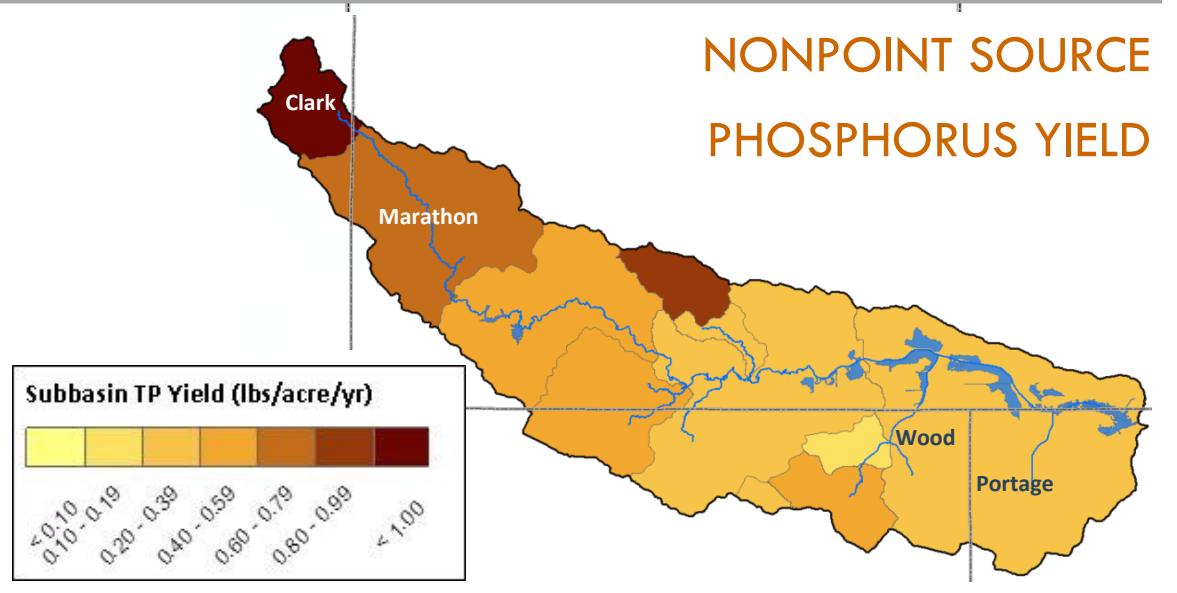 NONPOINT SOURCE
PHOSPHORUS YIELD
Clark
Marathon
Wood
Portage
Subbasin TP Yield (lbs/acre/yr)
< 0.10
0.10 - 0.19
0.20 - 0.39
0.40 - 0.59
0.60 - 0.79
0.80 - 0.99
< 1.00